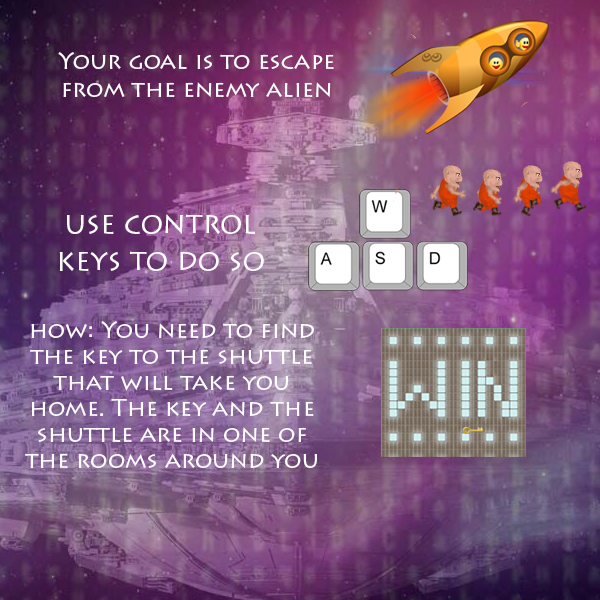 Your goal is to escape
from the enemy alien
W
use control
keys to do so
A S D
how: You need to find
the key to the shuttle
that will take you
home. The key and the
shuttle are in one of
the rooms around you
WIN